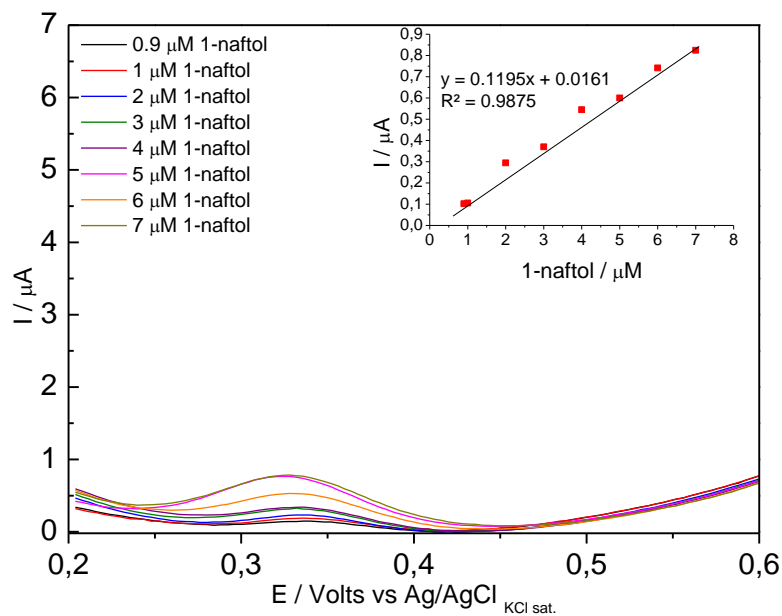 7
6
5
4
3
2
1
0
I / μA
0.9 μM 1-naftol
1 μM 1-naftol
2 μM 1-naftol
3 μM 1-naftol
4 μM 1-naftol
5 μM 1-naftol
6 μM 1-naftol
7 μM 1-naftol
0,9
0,8
0,7
0,6
0,5
0,4
0,3
0,2
0,1
0,0
I / μA
y = 0.1195x + 0.0161
R² = 0.9875
0 1 2 3 4 5 6 7 8
1-naftol / μM
0,2 0,3 0,4 0,5 0,6
E / Volts vs Ag/AgCl KCl sat.